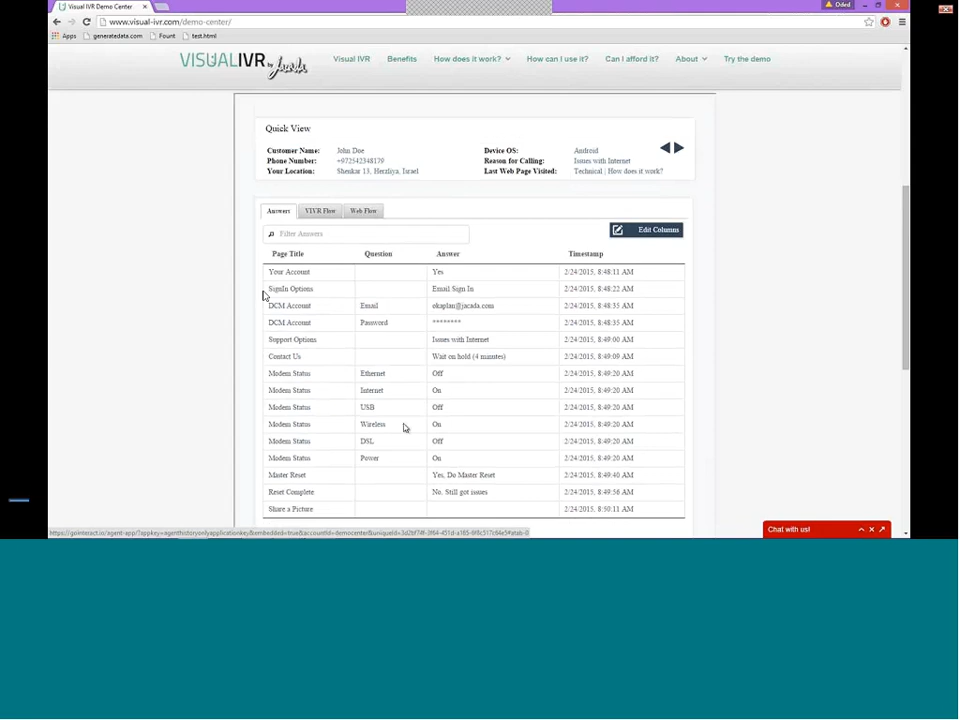 Visual IVR Demo Center
Oded
www.visual-ivr.com/demo-center/
Apps generatedata.com Fount test.html
VISUALIVR by Jacada
Visual IVR Benefits How does it work? How can I use it? Can I afford it? About Try the demo
Quick View
Customer Name: John Doe Device OS: Android
Phone Number: +972542348179 Reason for Calling: Issues with Internet
Your Location: Shenkar 13, Herzliya, Israel Last Web Page Visited: Technical | How does it work?
Answers VIVR Flow Web Flow
Filter Answers Edit Columns
Page Title Question Answer Timestamp
Your Account Yes 2/24/2015, 8:48:11 AM
SignIn Options Email Sign In 2/24/2015, 8:48:22 AM
DCM Account Email okaplan@jacada.com 2/24/2015, 8:48:35 AM
DCM Account Password ******** 2/24/2015, 8:48:35 AM
Support Options Issues with Internet 2/24/2015, 8:49:00 AM
Contact Us Wait on hold (4 minutes) 2/24/2015, 8:49:09 AM
Modem Status Ethernet Off 2/24/2015, 8:49:20 AM
Modem Status Internet On 2/24/2015, 8:49:20 AM
Modem Status USB Off 2/24/2015, 8:49:20 AM
Modem Status Wireless On 2/24/2015, 8:49:20 AM
Modem Status DSL Off 2/24/2015, 8:49:20 AM
Modem Status Power On 2/24/2015, 8:49:20 AM
Master Reset Yes, Do Master Reset 2/24/2015, 8:49:40 AM
Reset Complete No, Still got issues 2/24/2015, 8:49:56 AM
Share a Picture 2/24/2015, 8:50:11 AM
Chat with us!